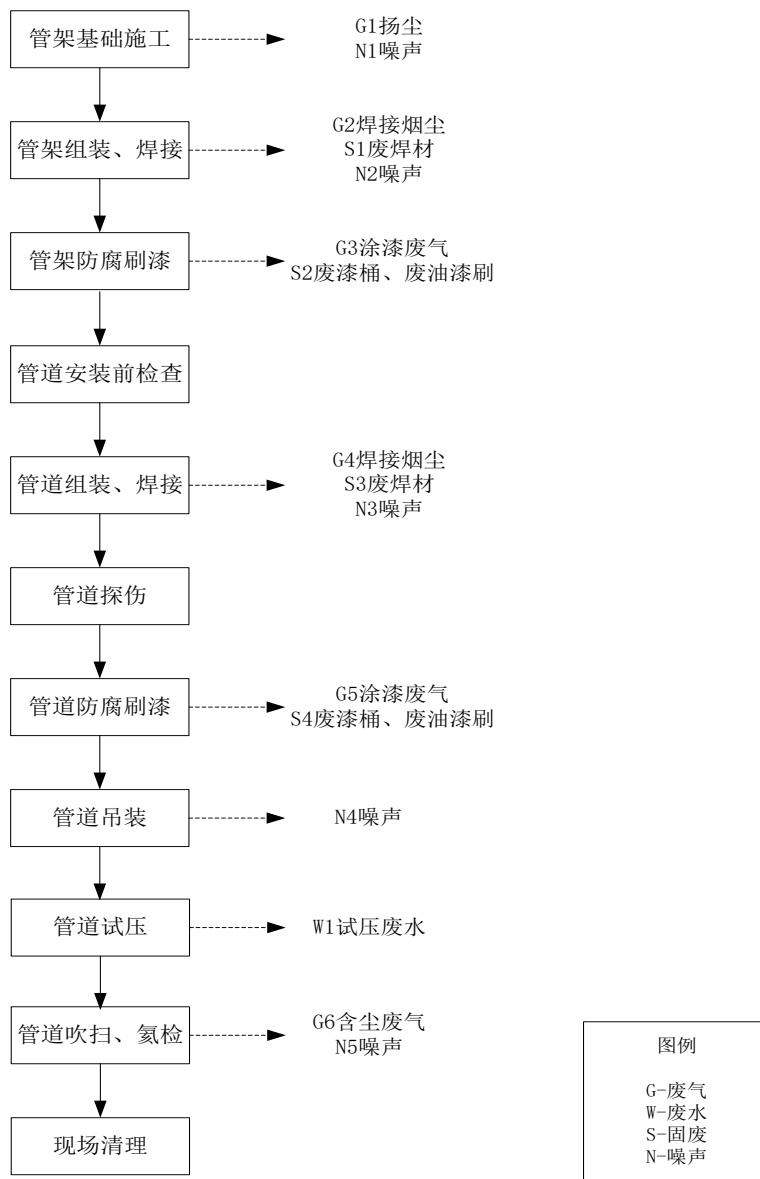 管架基础施工
G1扬尘
N1噪声
管架组装、焊接
G2焊接烟尘
S1废焊材
N2噪声
管架防腐刷漆
G3涂漆废气
S2废漆桶、废油漆刷
管道安装前检查
管道组装、焊接
G4焊接烟尘
S3废焊材
N3噪声
管道探伤
管道防腐刷漆
G5涂漆废气
S4废漆桶、废油漆刷
管道吊装
N4噪声
管道试压
W1试压废水
管道吹扫、氦检
G6含尘废气
N5噪声
现场清理
图例
G-废气
W-废水
S-固废
N-噪声